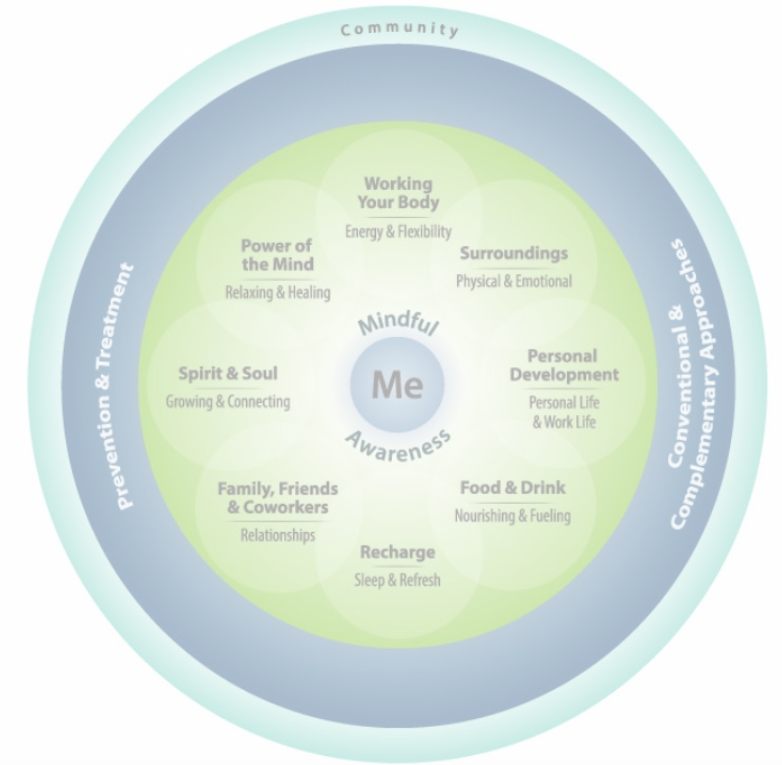 Community
Prevention & Treatment
Conventional &
Complementary Approaches
Working
Your Body
Energy & Flexibility
Surroundings
Physical & Emotional
Personal
Development
Personal Life
& Work Life
Food & Drink
Nourishing & Fueling
Recharge
Sleep & Refresh
Family, Friends
& Coworkers
Relationships
Spirit & Soul
Growing & Connecting
Power of
the Mind
Relaxing & Healing
Mindful
Me
Awareness